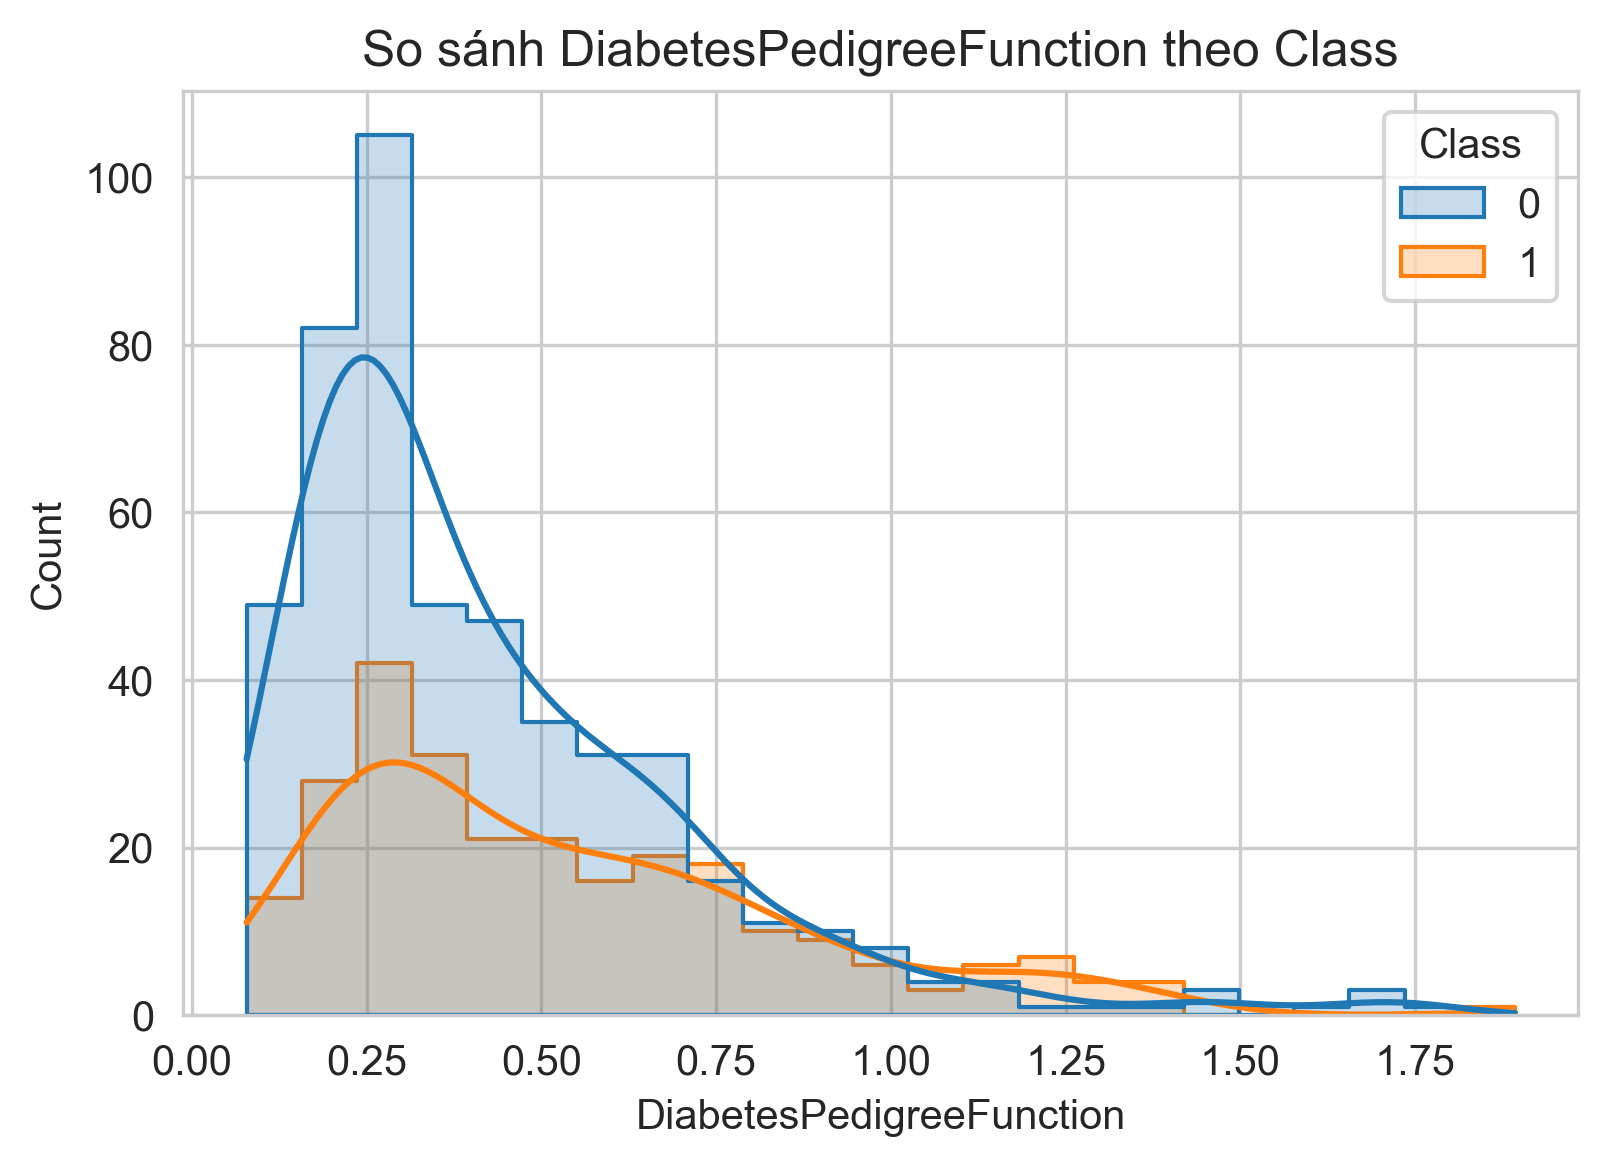 So sánh DiabetesPedigreeFunction theo Class
Class
0
1
100
80
60
40
20
0
Count
0.00 0.25 0.50 0.75 1.00 1.25 1.50 1.75
DiabetesPedigreeFunction